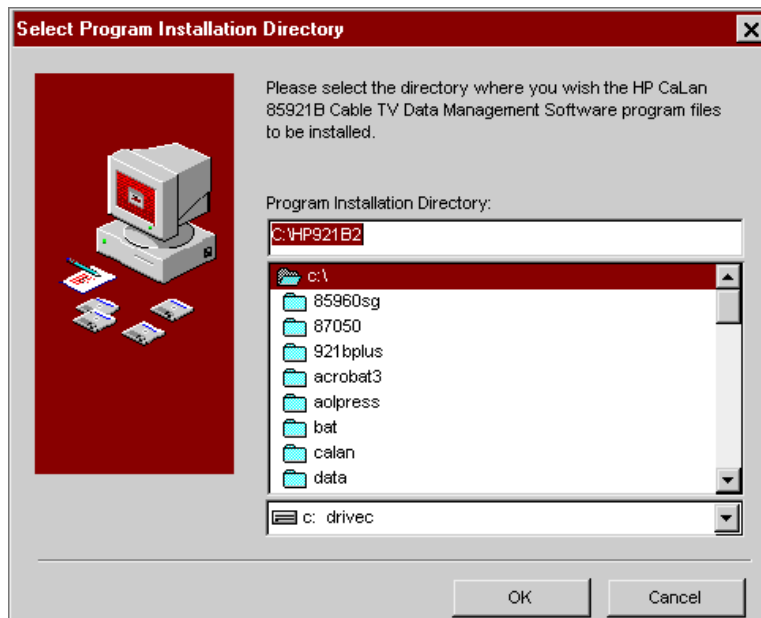 Select Program Installation Directory
Please select the directory where you wish the HP CaLan
85921B Cable TV Data Management Software program files
to be installed.
Program Installation Directory:
C:\HP921B2
c:\
85960sg
87050
921bplus
acrobat3
aolpress
bat
calan
data
c: drivec
OK Cancel